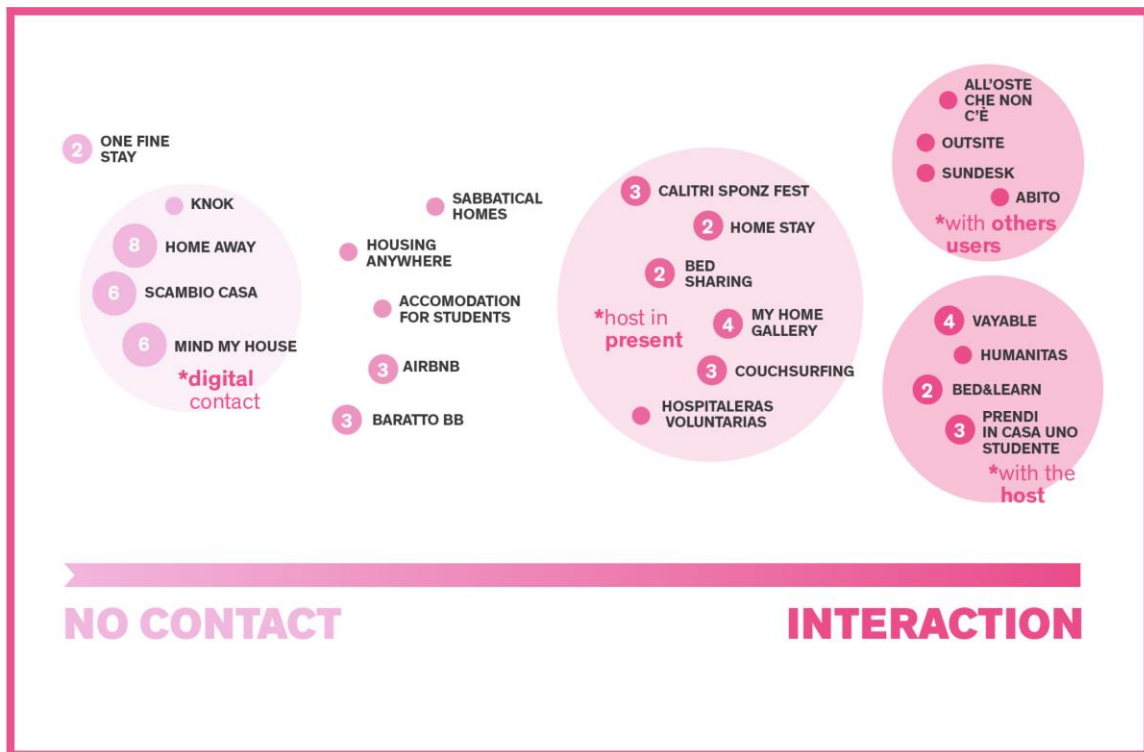 2
ONE FINE
STAY
KNOK
8
HOME AWAY
6
SCAMBIO CASA
6
MIND MY HOUSE
*digital
contact
SABBATICAL
HOMES
HOUSING
ANYWHERE
ACCOMODATION
FOR STUDENTS
3
AIRBNB
3
BARATTO BB
3
CALITRI SPONZ FEST
2
HOME STAY
2
BED
SHARING
*host in
present
4
MY HOME
GALLERY
3
COUCHSURFING
HOSPITALERAS
VOLUNTARIAS
ALL'OSTE
CHE NON
C'È
OUTSITE
SUNDESK
ABITO
*with others
users
4
VAYABLE
HUMANITAS
2
BED&LEARN
3
PRENDI
IN CASA UNO
STUDENTE
*with the
host
NO CONTACT
INTERACTION